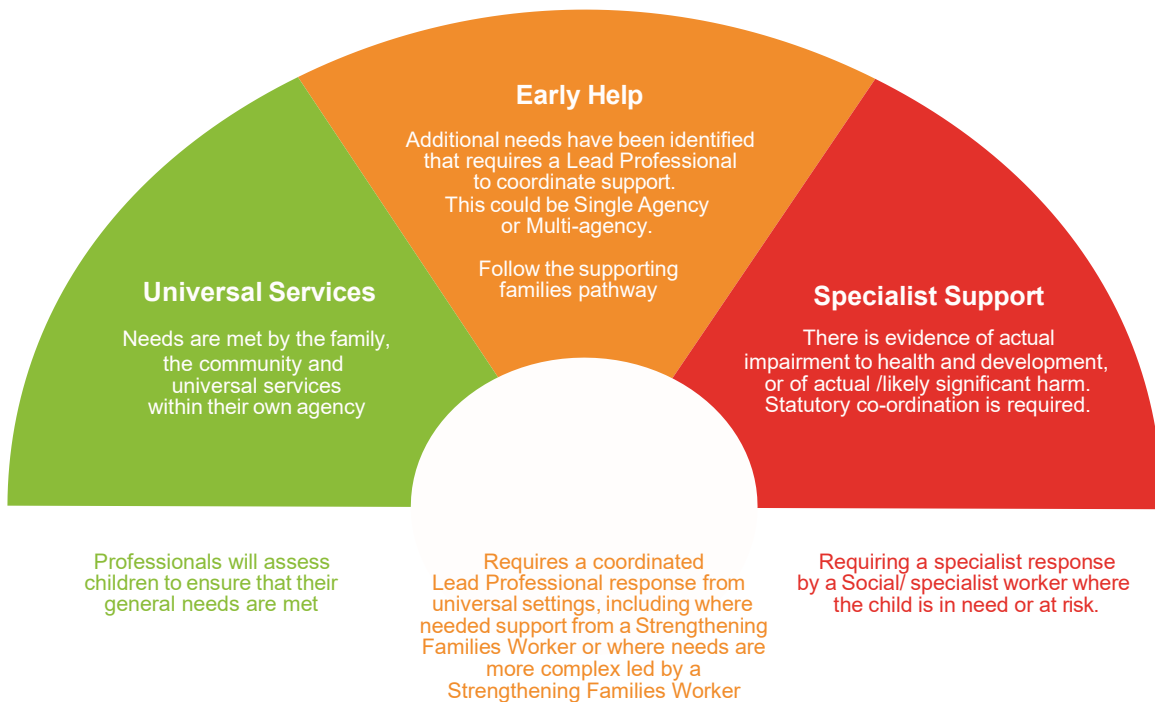 Early Help
Additional needs have been identified
that requires a Lead Professional
to coordinate support.
This could be Single Agency
or Multi-agency.
Follow the supporting
families pathway
Universal Services
Needs are met by the family,
the community and
universal services
within their own agency
Specialist Support
There is evidence of actual
impairment to health and development,
or of actual /likely significant harm.
Statutory co-ordination is required.
Professionals will assess
children to ensure that their
general needs are met
Requires a coordinated
Lead Professional response from
universal settings, including where
needed support from a Strengthening
Families Worker or where needs are
more complex led by a
Strengthening Families Worker
Requiring a specialist response
by a Social/ specialist worker where
the child is in need or at risk.